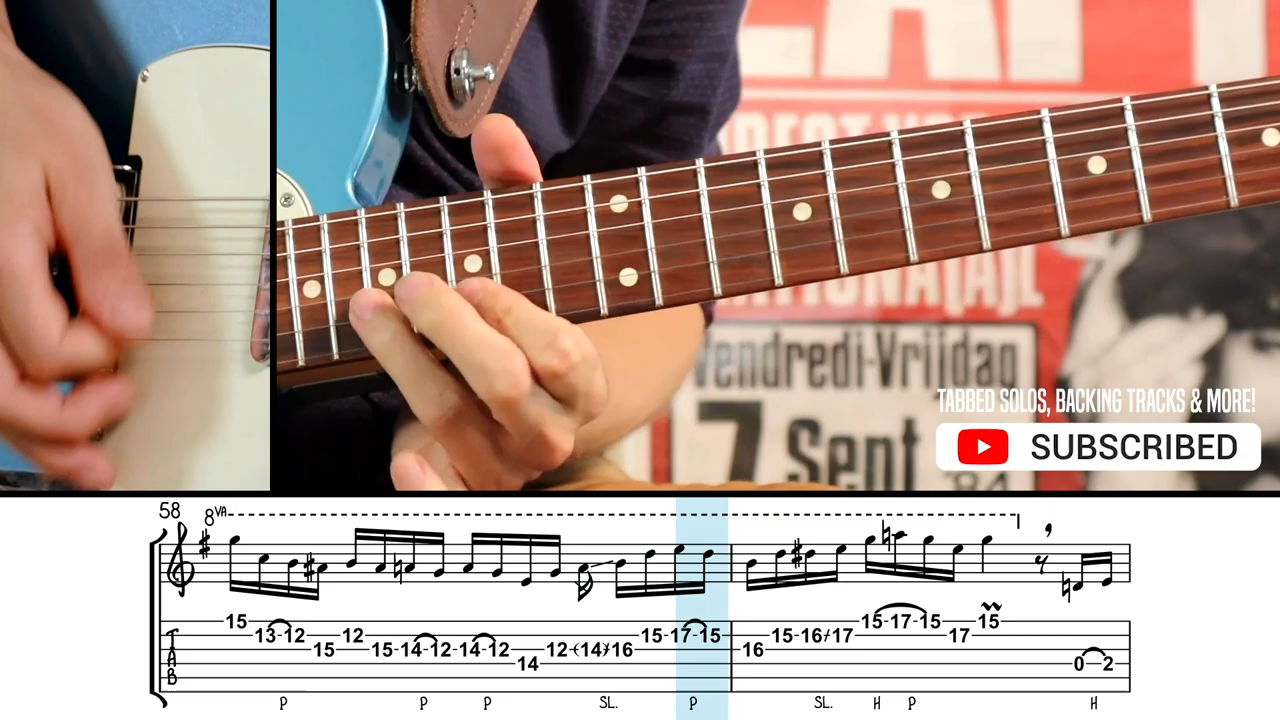 Vendredi-Vrijdag
7 Sept
'84
TABBED SOLOS, BACKING TRACKS & MORE!
SUBSCRIBED
58
8VA
15 15 17 15 15
13 12 12 15 17 15 15 16 17 17
15 15 14 12 14 12 12 (14) 16 16
T
A
B
14 0 2
P P P SL. P SL. H P H